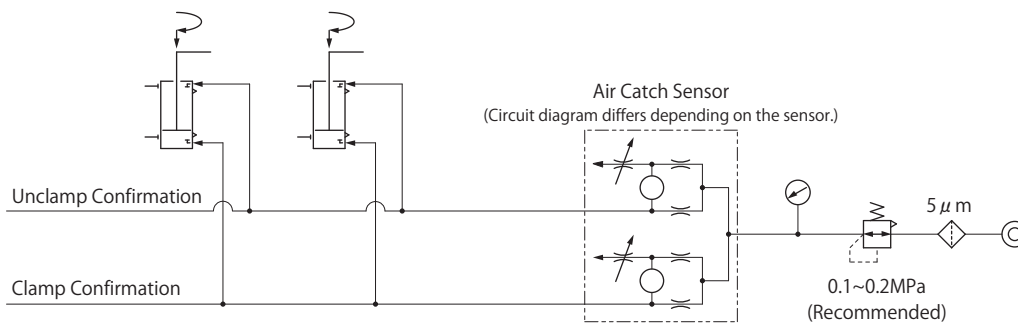 Air Catch Sensor
(Circuit diagram differs depending on the sensor.)
Unclamp Confirmation
5 μ m
Clamp Confirmation
0.1~0.2MPa
(Recommended)